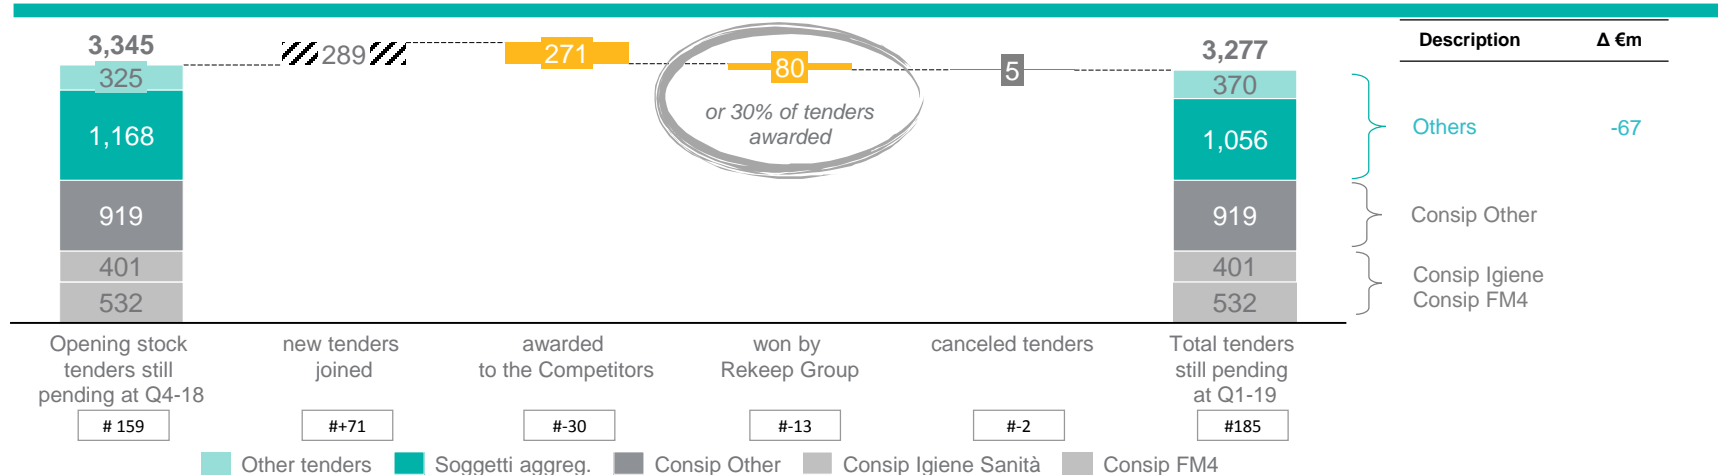 3,345
325
1,168
919
401
532
289
271
80
or 30% of tenders
awarded
5
3,277
370
1,056
919
401
532
Description Δ €m
Others -67
Consip Other
Consip Igiene
Consip FM4
Opening stock
tenders still
pending at Q4-18
new tenders
joined
awarded
to the Competitors
won by
Rekeep Group
canceled tenders
Total tenders
still pending
at Q1-19
# 159
#+71
#-30
#-13
#-2
#185
Other tenders Soggetti aggreg. Consip Other Consip Igiene Sanità Consip FM4